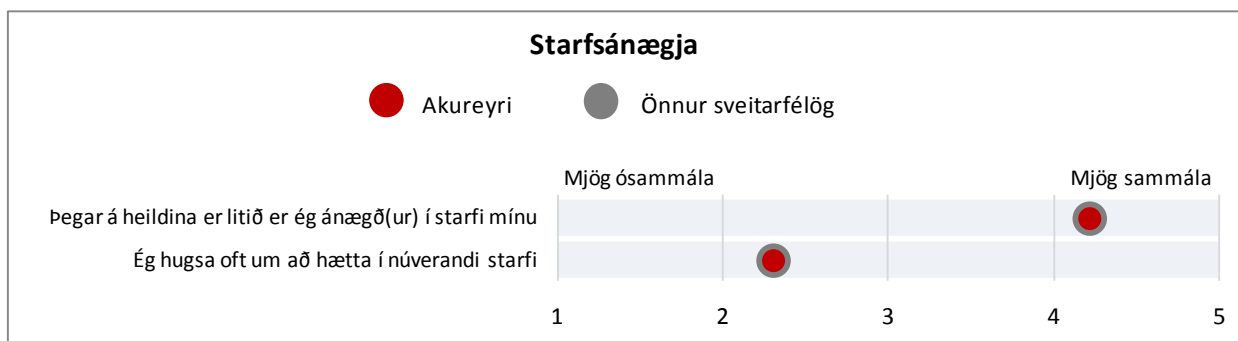 Starfsánægja
Akureyri
Önnur sveitarfélög
Mjög ósammála
Mjög sammála
Þegar á heildina er litið er ég ánægð(ur) í starfi mínu
Ég hugsa oft um að hætta í núverandi starfi
1 2 3 4 5